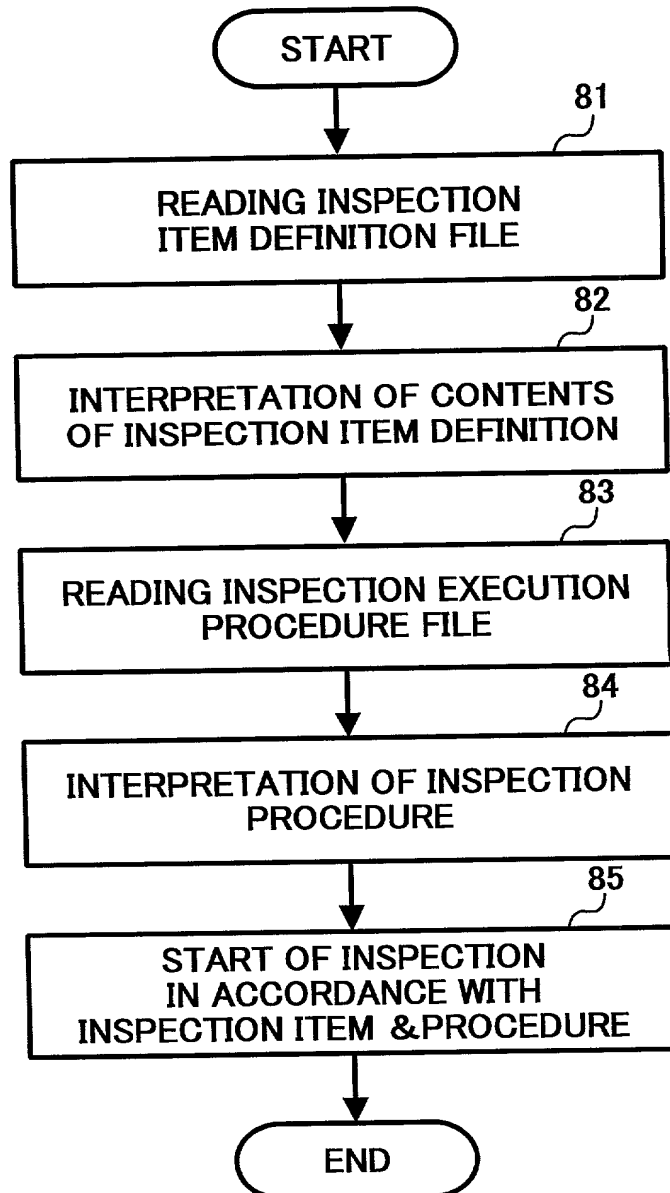 START
81
READING INSPECTION
ITEM DEFINITION FILE
82
INTERPRETATION OF CONTENTS
OF INSPECTION ITEM DEFINITION
83
READING INSPECTION EXECUTION
PROCEDURE FILE
84
INTERPRETATION OF INSPECTION
PROCEDURE
85
START OF INSPECTION
IN ACCORDANCE WITH
INSPECTION ITEM &PROCEDURE
END